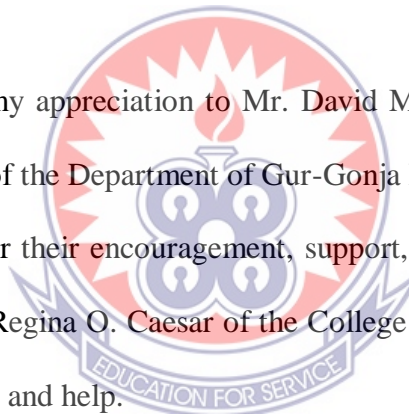 ny appreciation to Mr. David M
of the Department of Gur-Gonja
r their encouragement, support,
Regina O. Caesar of the College
and help.
EDUCATION FOR SERVICE